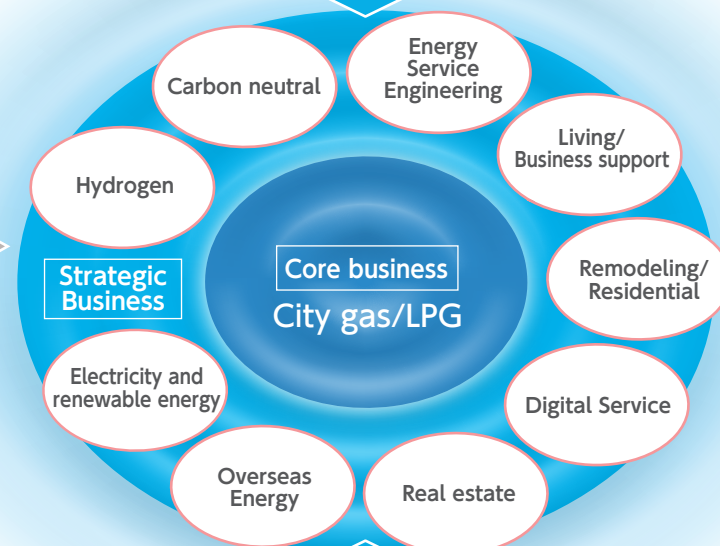 Energy
Service
Engineering
Carbon neutral
Living/
Business support
Hydrogen
Core business
City gas/LPG
Strategic
Business
Remodeling/
Residential
Electricity and
renewable energy
Digital Service
Overseas
Energy
Real estate